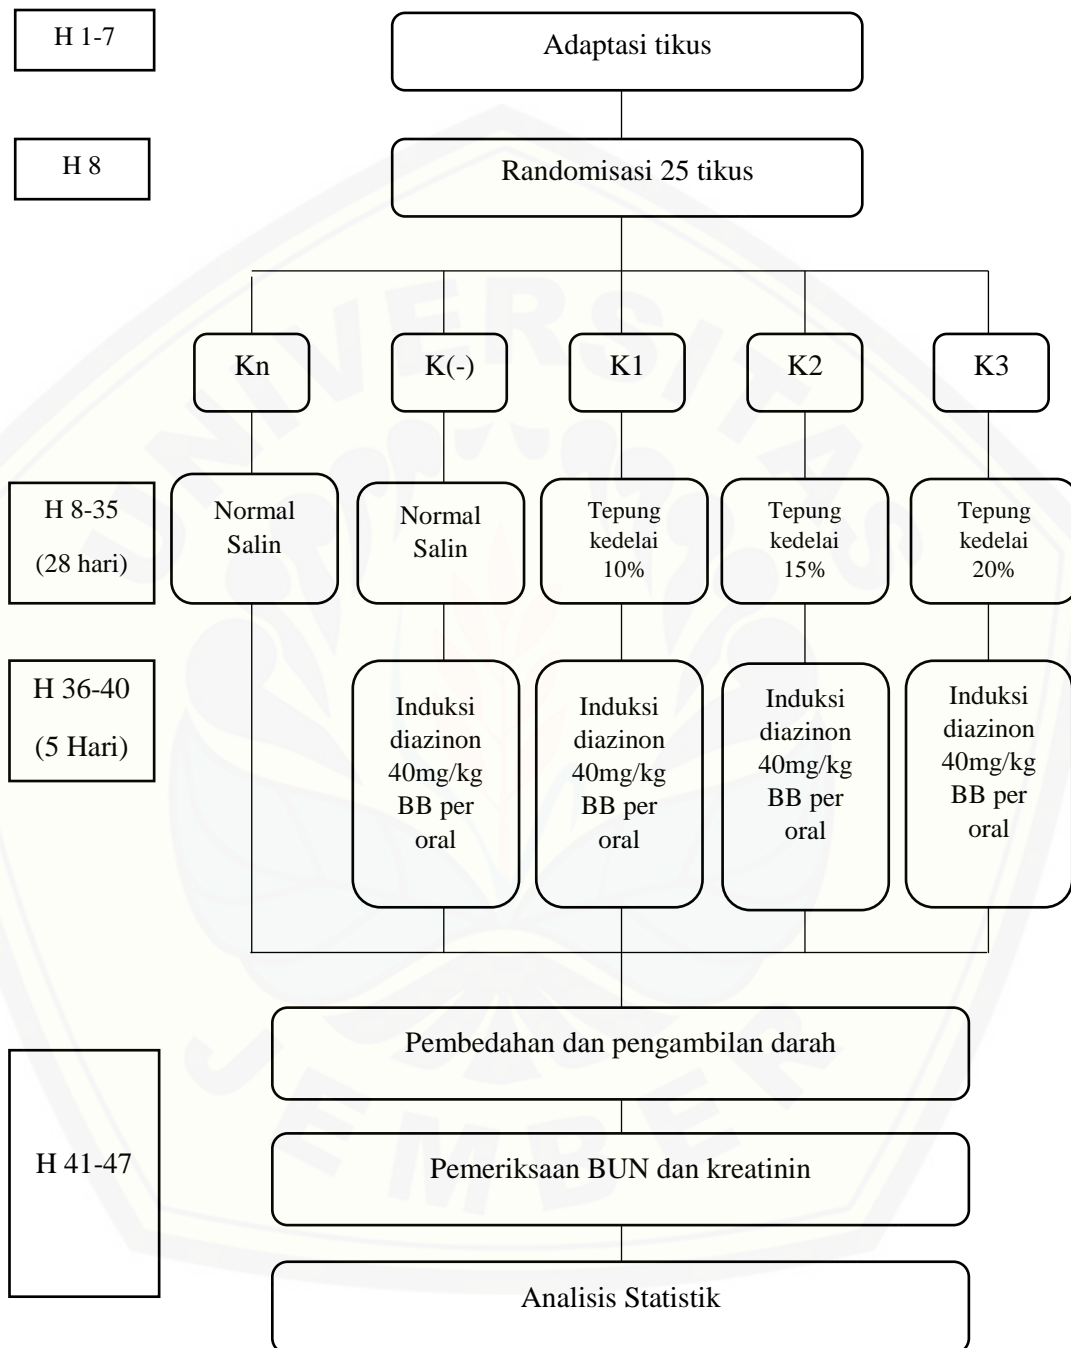 H 1-7
Adaptasi tikus
H 8
Randomisasi 25 tikus
Kn
K(-)
K1
K2
K3
H 8-35
(28 hari)
Normal
Salin
Normal
Salin
Tepung
kedelai
10%
Tepung
kedelai
15%
Tepung
kedelai
20%
H 36-40
(5 Hari)
Induksi
diazinon
40mg/kg
BB per
oral
Induksi
diazinon
40mg/kg
BB per
oral
Induksi
diazinon
40mg/kg
BB per
oral
Induksi
diazinon
40mg/kg
BB per
oral
H 41-47
Pembedahan dan pengambilan darah
Pemeriksaan BUN dan kreatinin
Analisis Statistik
UNIVERSITAS
JEMBER